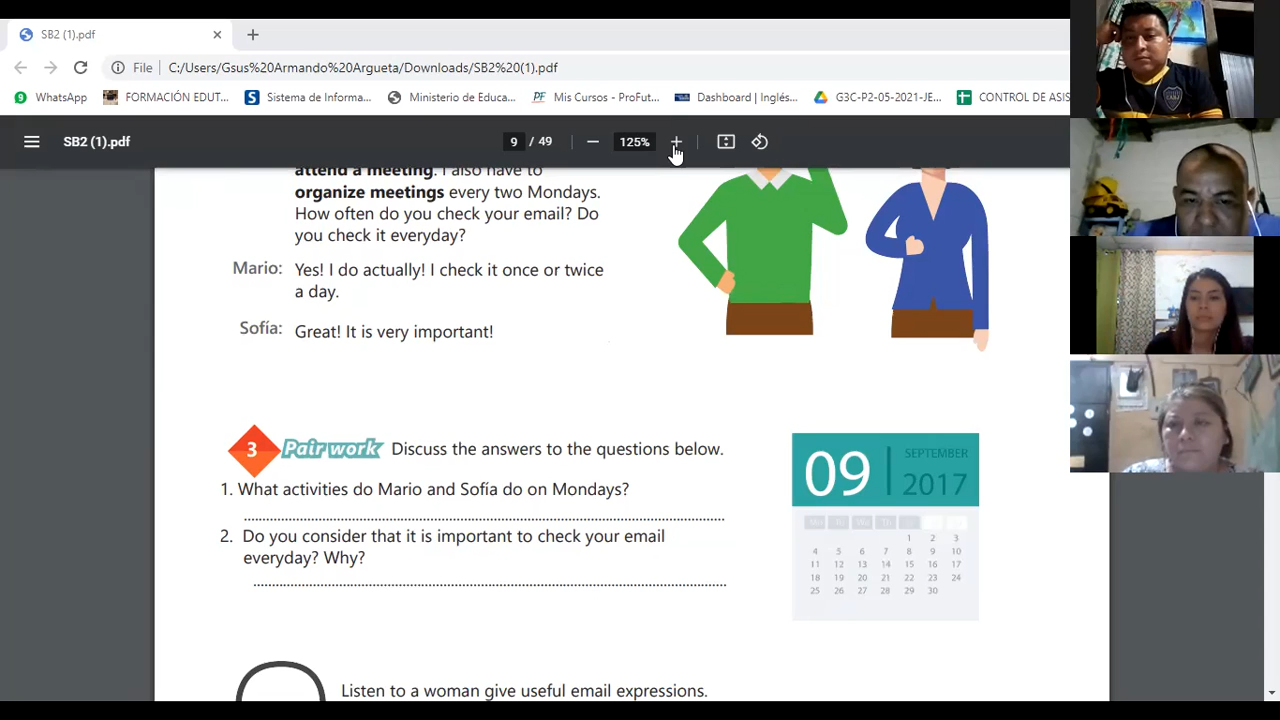 SB2 (1).pdf
File
C:/Users/Gsus%20Armando%20Argueta/Downloads/SB2%20(1).pdf
WhatsApp
FORMACIÓN EDUT...
Sistema de Informa...
Ministerio de Educa...
Mis Cursos - ProFut...
Dashboard | Inglés...
G3C-P2-05-2021-JE...
CONTROL DE ASIS
SB2 (1).pdf
9 / 49
125%
attend a meeting. I also have to
organize meetings every two Mondays.
How often do you check your email? Do
you check it everyday?
Mario: Yes! I do actually! I check it once or twice
a day.
Sofía: Great! It is very important!
3 Pair work Discuss the answers to the questions below.
1. What activities do Mario and Sofía do on Mondays?
2. Do you consider that it is important to check your email
everyday? Why?
09 SEPTEMBER
2017
Mo Tu We Th
1 2 3
4 5 6 7 8 9 10
11 12 13 14 15 16 17
18 19 20 21 22 23 24
25 26 27 28 29 30
Listen to a woman give useful email expressions.